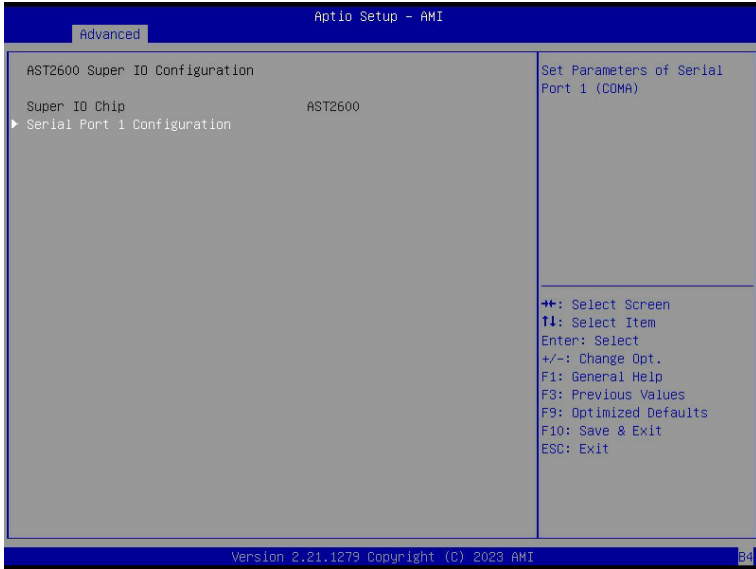 Aptio Setup - AMI
Advanced
AST2600 Super IO Configuration
Super IO Chip AST2600
▶ Serial Port 1 Configuration
Set Parameters of Serial
Port 1 (COMA)
→←: Select Screen
↑↓: Select Item
Enter: Select
+/-: Change Opt.
F1: General Help
F3: Previous Values
F9: Optimized Defaults
F10: Save & Exit
ESC: Exit
Version 2.21.1279 Copyright (C) 2023 AMI
B4